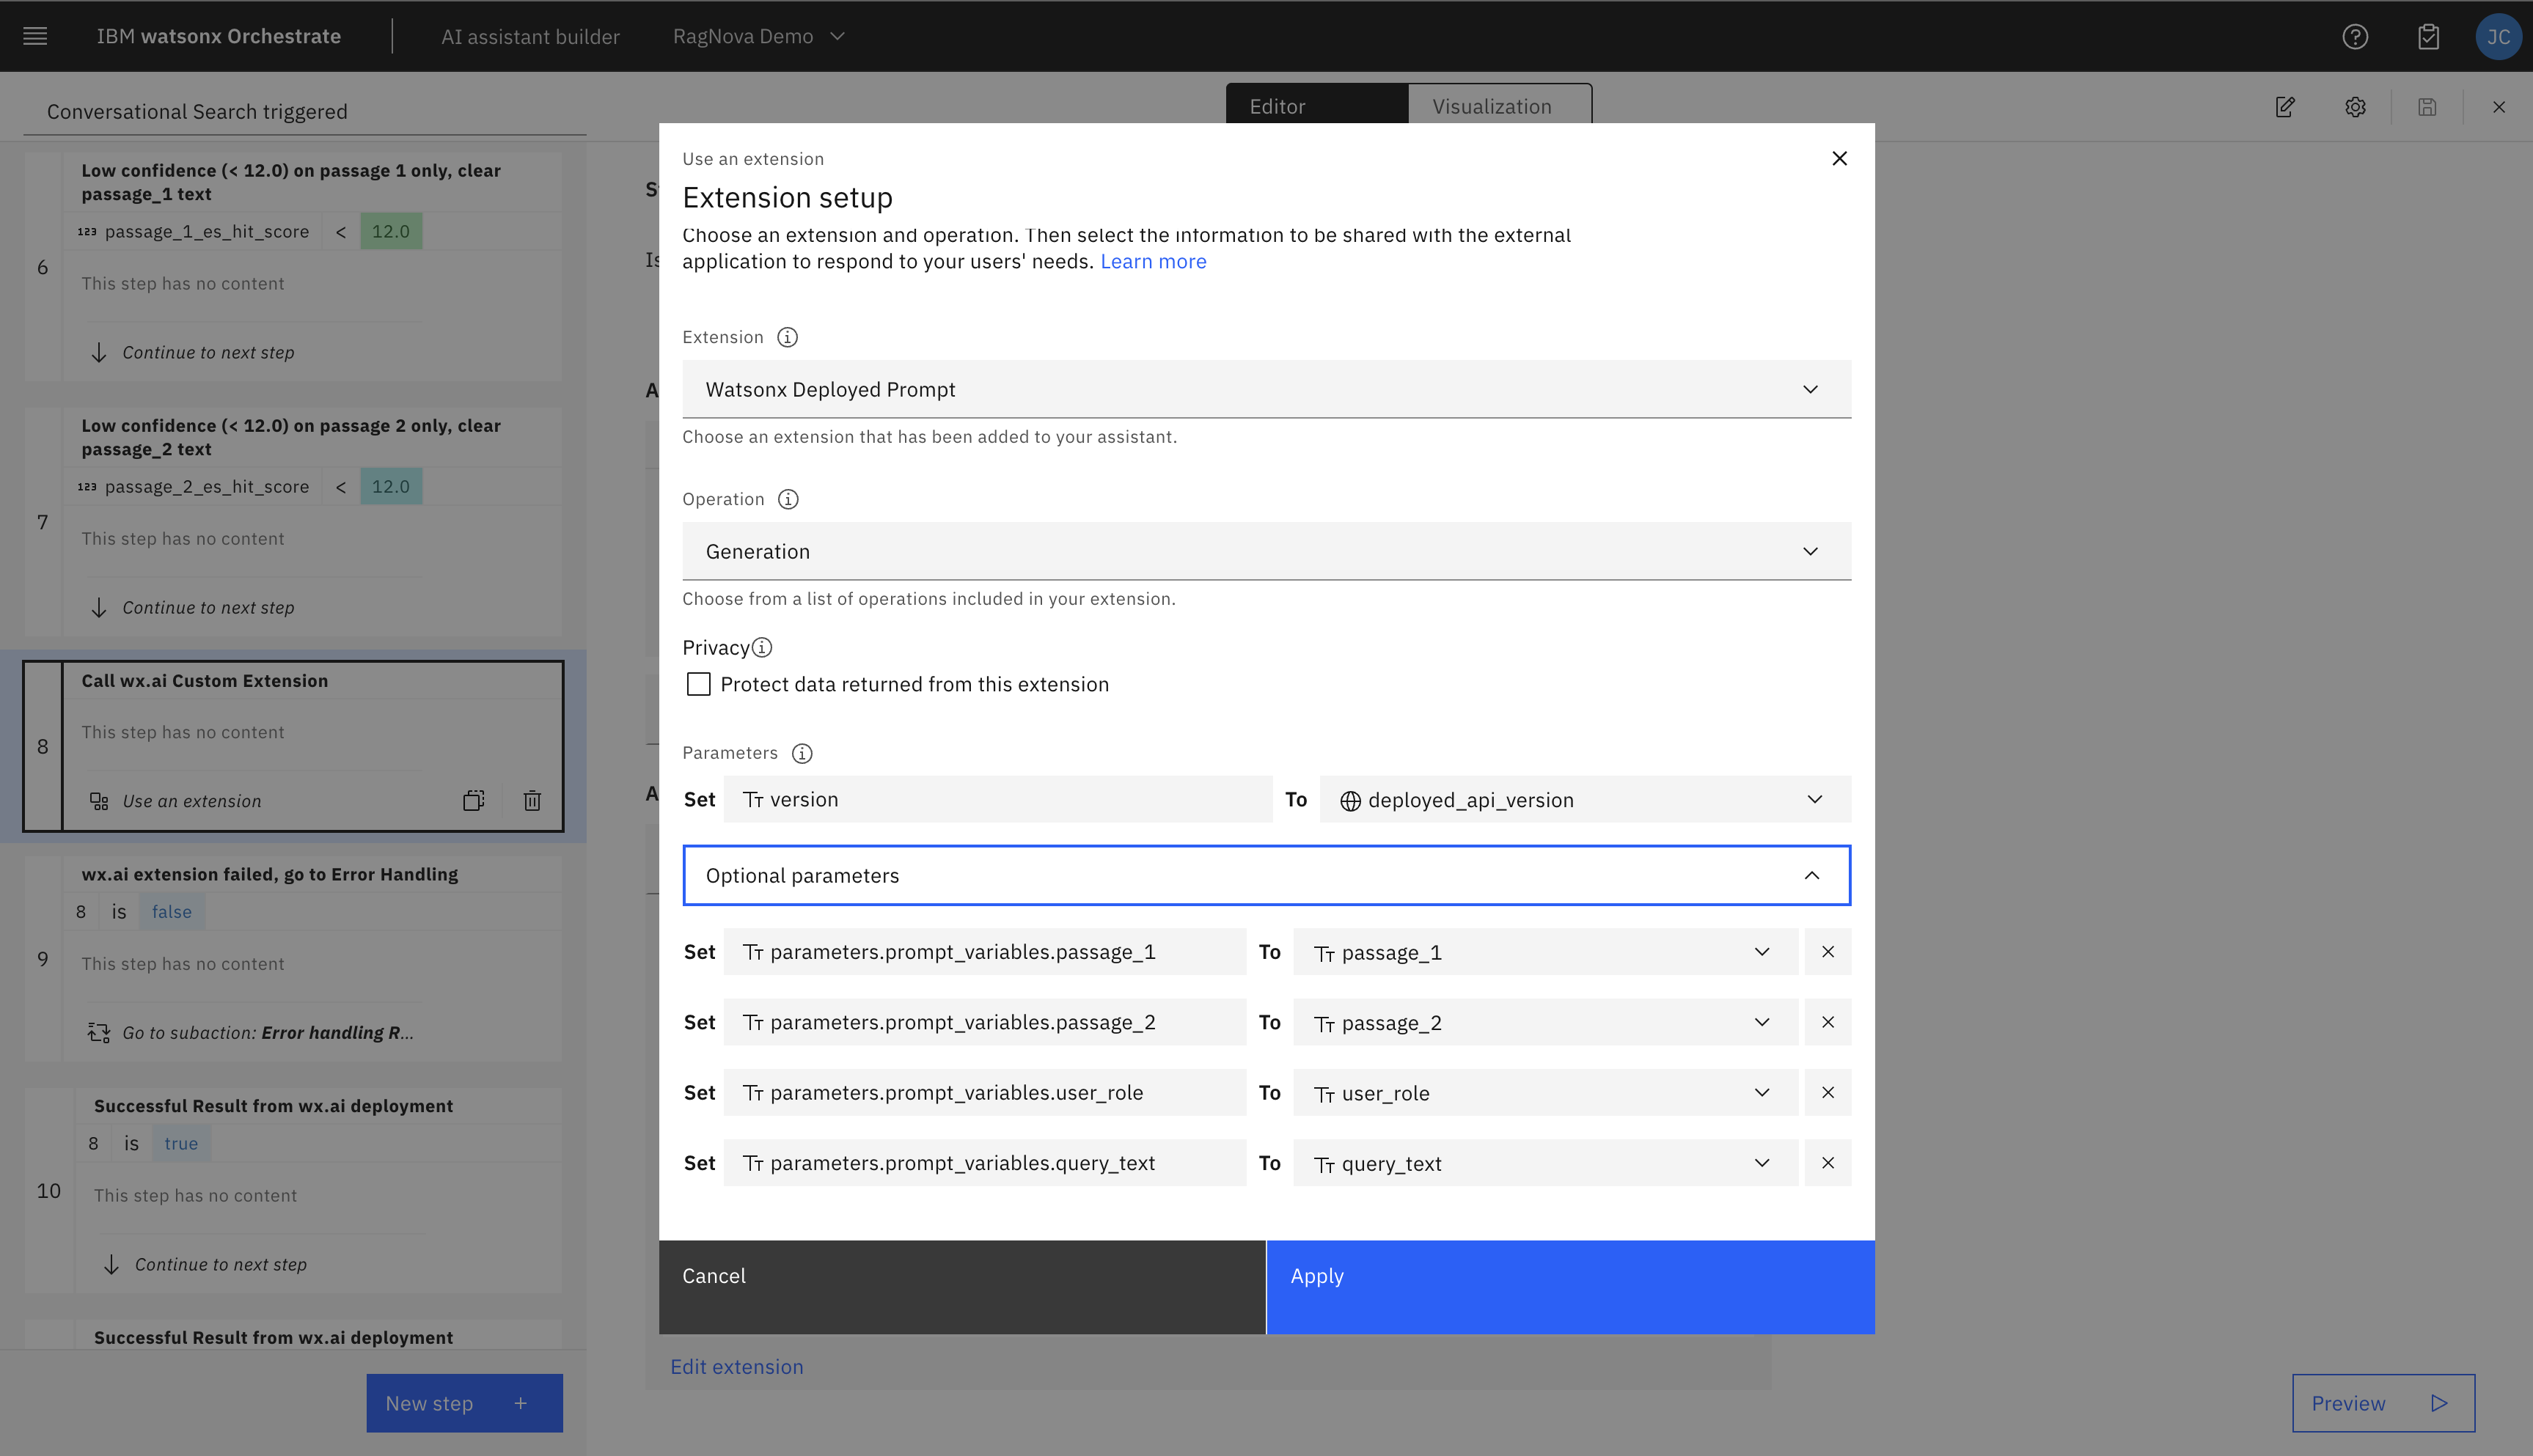 IBM watsonx Orchestrate
AI assistant builder
RagNova Demo
JC
Conversational Search triggered
Editor
Visualization
Low confidence (< 12.0) on passage 1 only, clear
passage_1 text
123 passage_1_es_hit_score < 12.0
6
This step has no content
Continue to next step
Low confidence (< 12.0) on passage 2 only, clear
passage_2 text
123 passage_2_es_hit_score < 12.0
7
This step has no content
Continue to next step
Call wx.ai Custom Extension
This step has no content
8
Use an extension
wx.ai extension failed, go to Error Handling
8 is false
9
This step has no content
Go to subaction: Error handling R...
Successful Result from wx.ai deployment
8 is true
10
This step has no content
Continue to next step
Successful Result from wx.ai deployment
New step +
Use an extension
Extension setup
Choose an extension and operation. Then select the information to be shared with the external
application to respond to your users' needs. Learn more
Extension
Watsonx Deployed Prompt
Choose an extension that has been added to your assistant.
Operation
Generation
Choose from a list of operations included in your extension.
Privacy
Protect data returned from this extension
Parameters
Set version To deployed_api_version
Optional parameters
Set parameters.prompt_variables.passage_1 To passage_1
Set parameters.prompt_variables.passage_2 To passage_2
Set parameters.prompt_variables.user_role To user_role
Set parameters.prompt_variables.query_text To query_text
Cancel
Apply
Edit extension
Preview